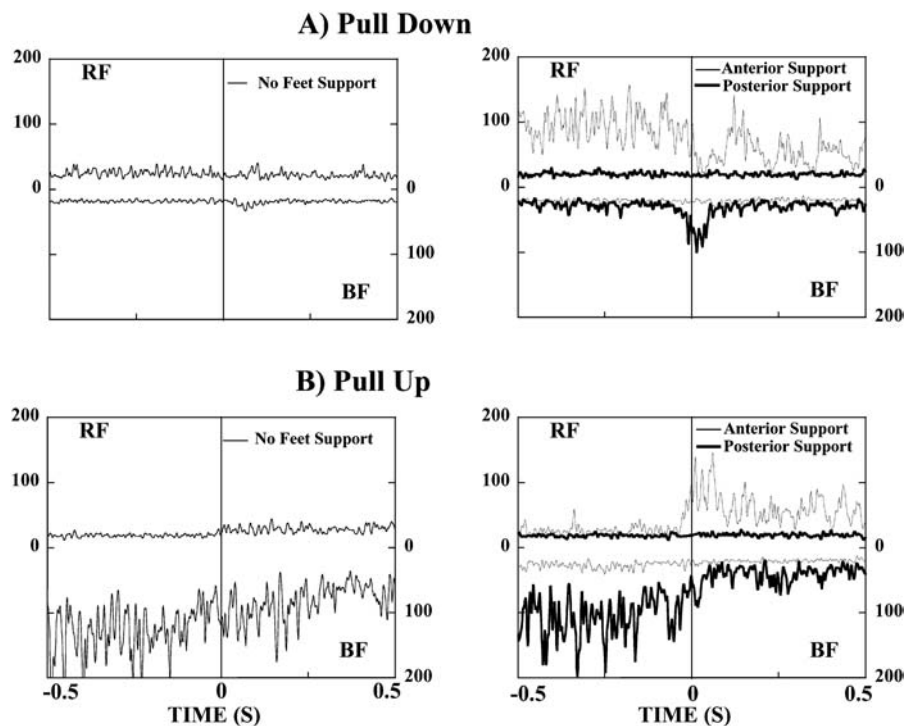 A) Pull Down
200
RF
No Feet Support
100
0
0
100
BF
200
200
RF
Anterior Support
Posterior Support
100
0
0
100
BF
200
B) Pull Up
200
RF
No Feet Support
100
0
0
100
BF
200
-0.5
0
0.5
TIME (S)
200
RF
Anterior Support
Posterior Support
100
0
0
100
BF
200
-0.5
0
0.5
TIME (S)